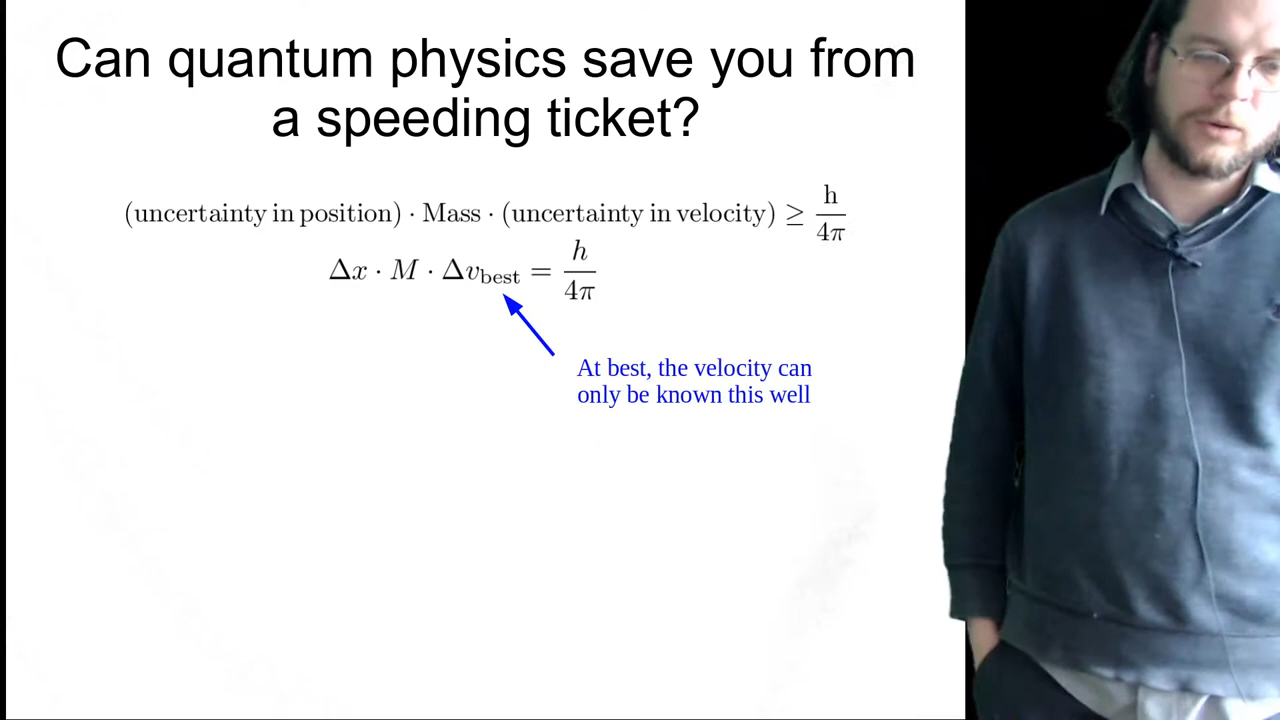 Can quantum physics save you from
a speeding ticket?
(uncertainty in position) · Mass · (uncertainty in velocity) ≥ h/4π
Δx · M · Δv_best = h/4π
At best, the velocity can
only be known this well